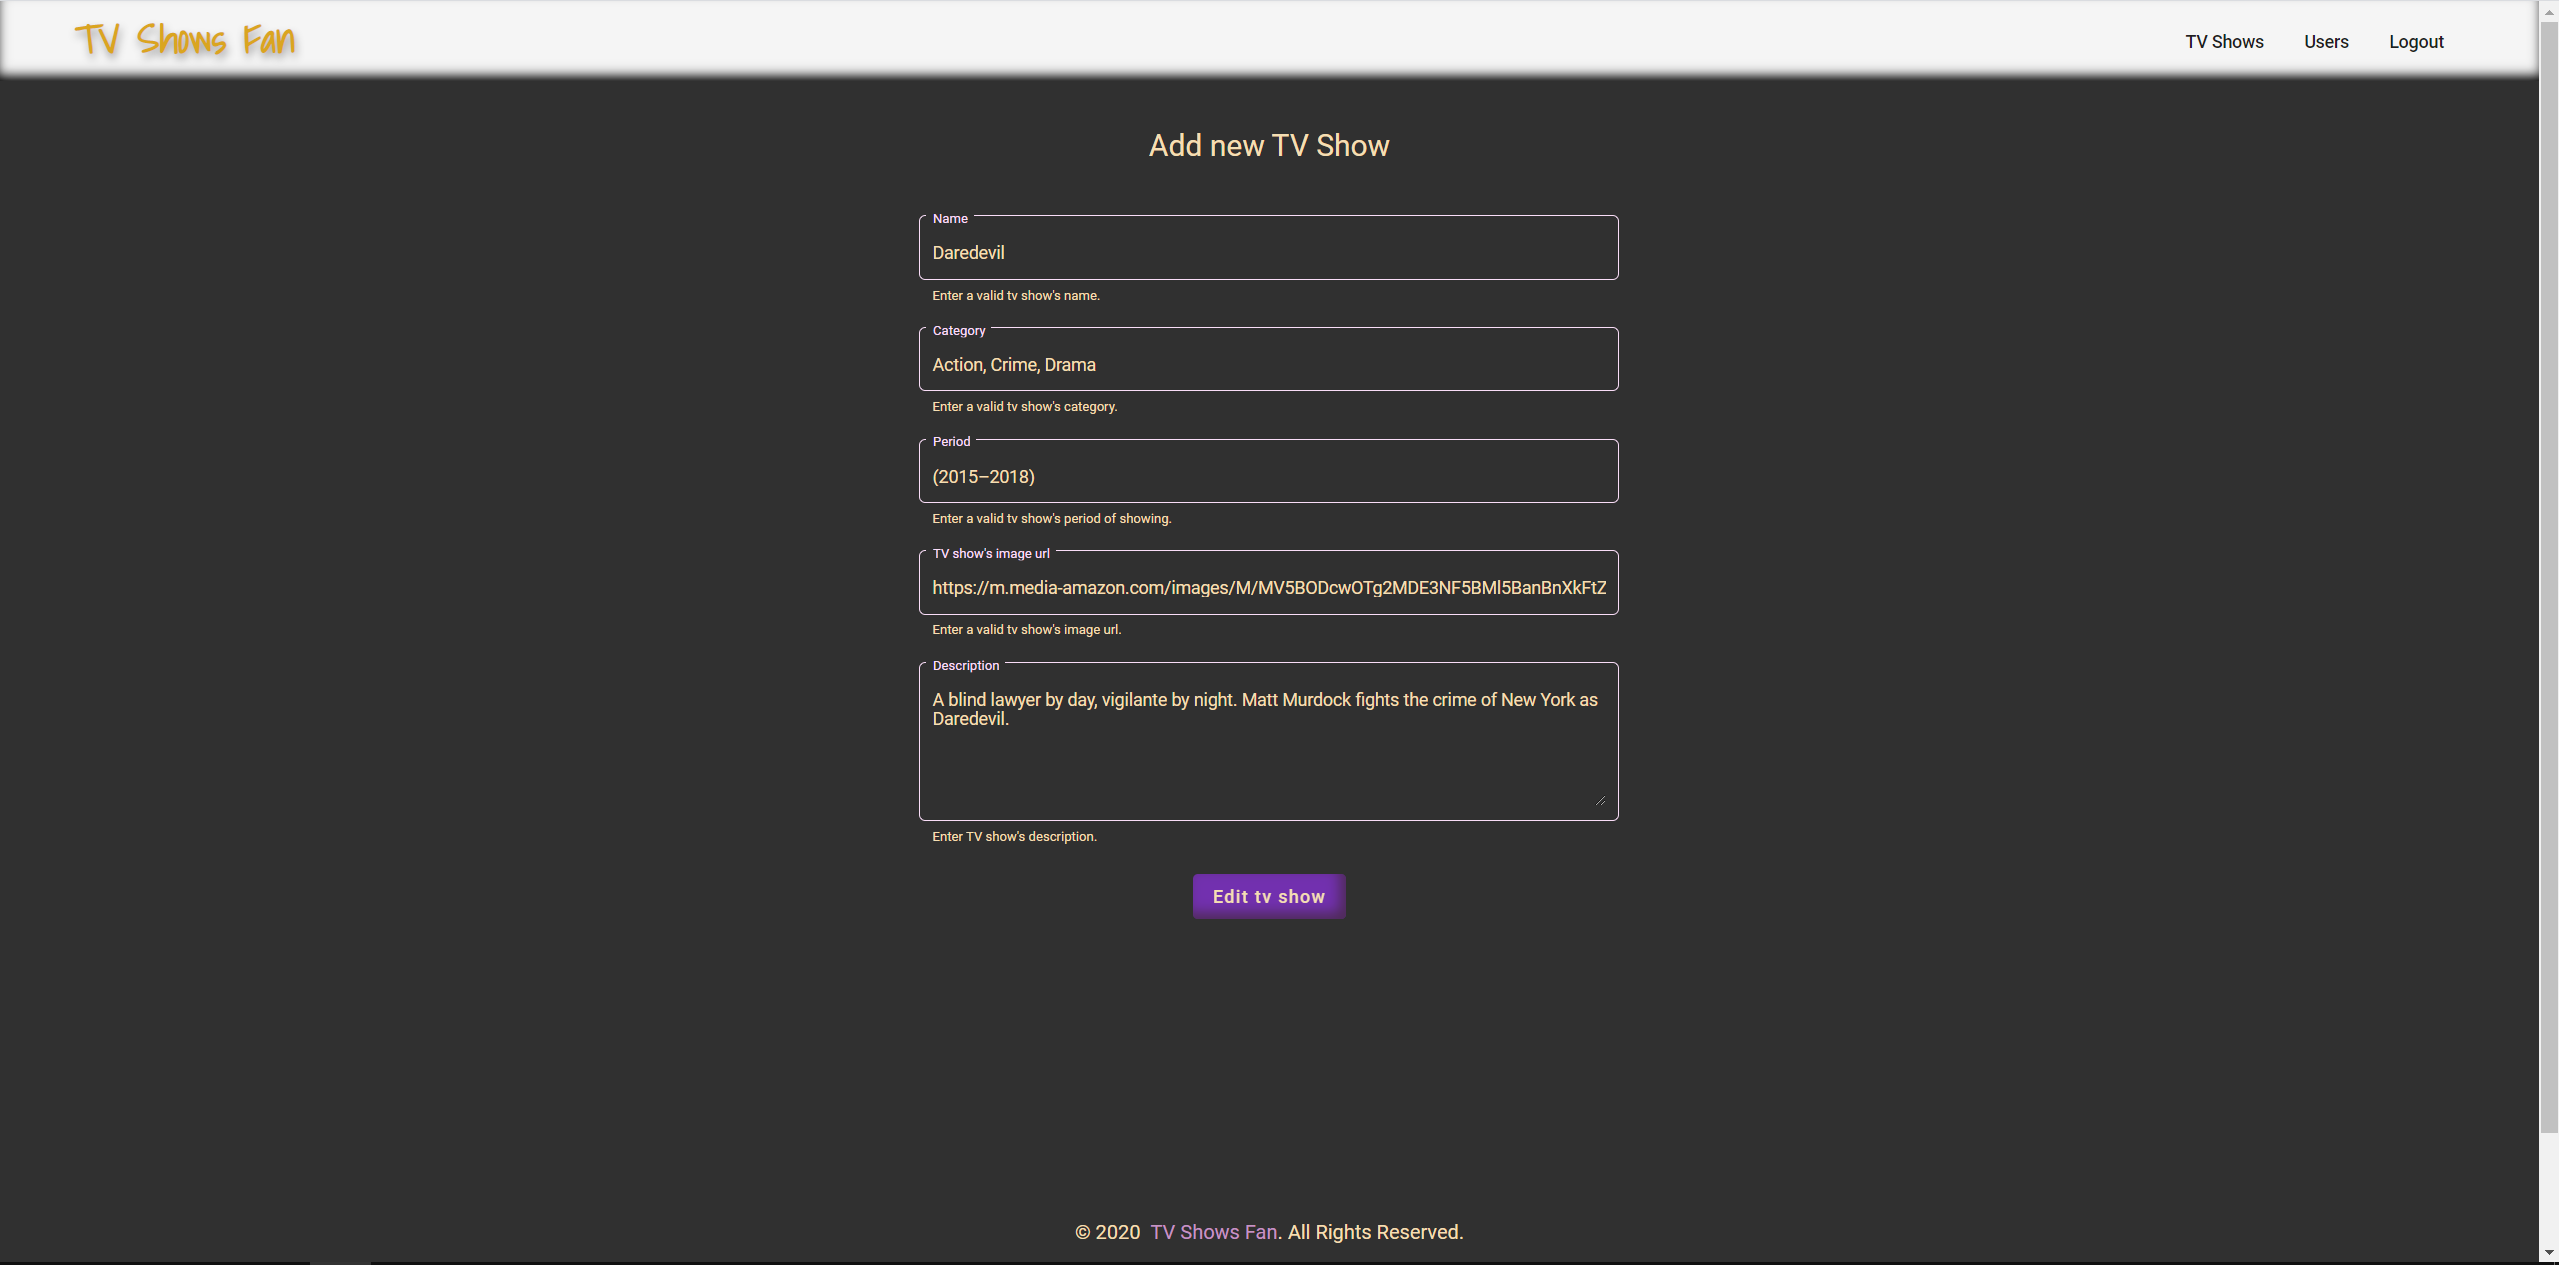 TV Shows Fan
TV Shows
Users
Logout
Add new TV Show
Name
Daredevil
Enter a valid tv show's name.
Category
Action, Crime, Drama
Enter a valid tv show's category.
Period
(2015–2018)
Enter a valid tv show's period of showing.
TV show's image url
https://m.media-amazon.com/images/M/MV5BODcwOTg2MDE3NF5BMl5BanBnXkFtZ
Enter a valid tv show's image url.
Description
A blind lawyer by day, vigilante by night. Matt Murdock fights the crime of New York as
Daredevil.
Enter TV show's description.
Edit tv show
© 2020 TV Shows Fan. All Rights Reserved.